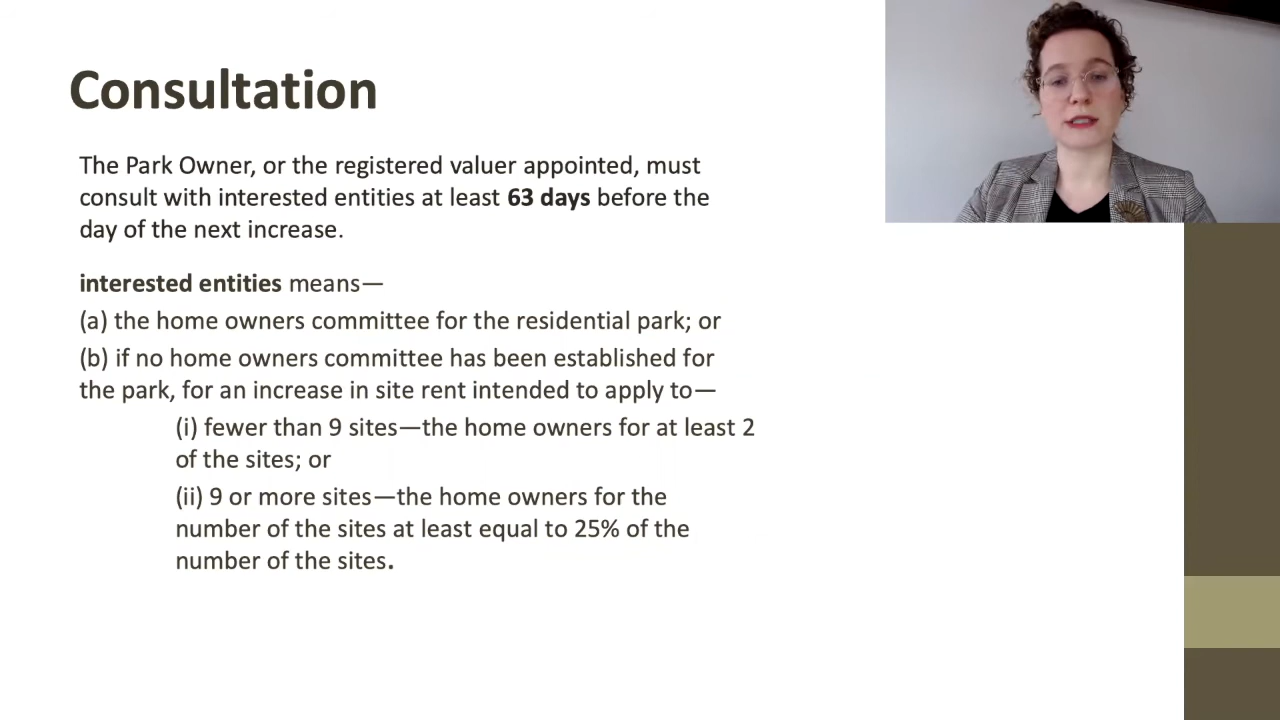 Consultation
The Park Owner, or the registered valuer appointed, must
consult with interested entities at least 63 days before the
day of the next increase.
interested entities means—
(a) the home owners committee for the residential park; or
(b) if no home owners committee has been established for
the park, for an increase in site rent intended to apply to—
(i) fewer than 9 sites—the home owners for at least 2
of the sites; or
(ii) 9 or more sites—the home owners for the
number of the sites at least equal to 25% of the
number of the sites.